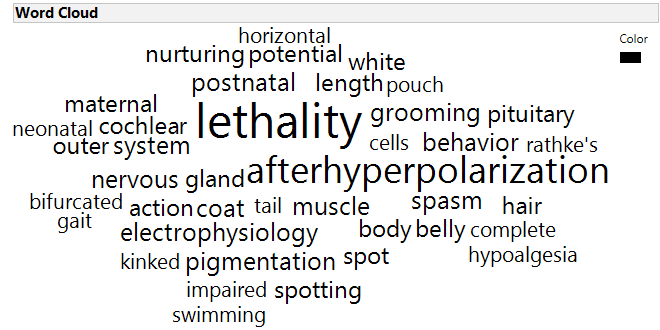 Word Cloud
Color
horizontal
nurturing potential white
postnatal length pouch
maternal lethality grooming pituitary
neonatal cochlear cells behavior rathke's
outer system
nervous gland afterhyperpolarization
bifurcated action coat tail muscle spasm hair
gait electrophysiology body belly complete
kinked pigmentation spot hypoalgesia
impaired spotting
swimming